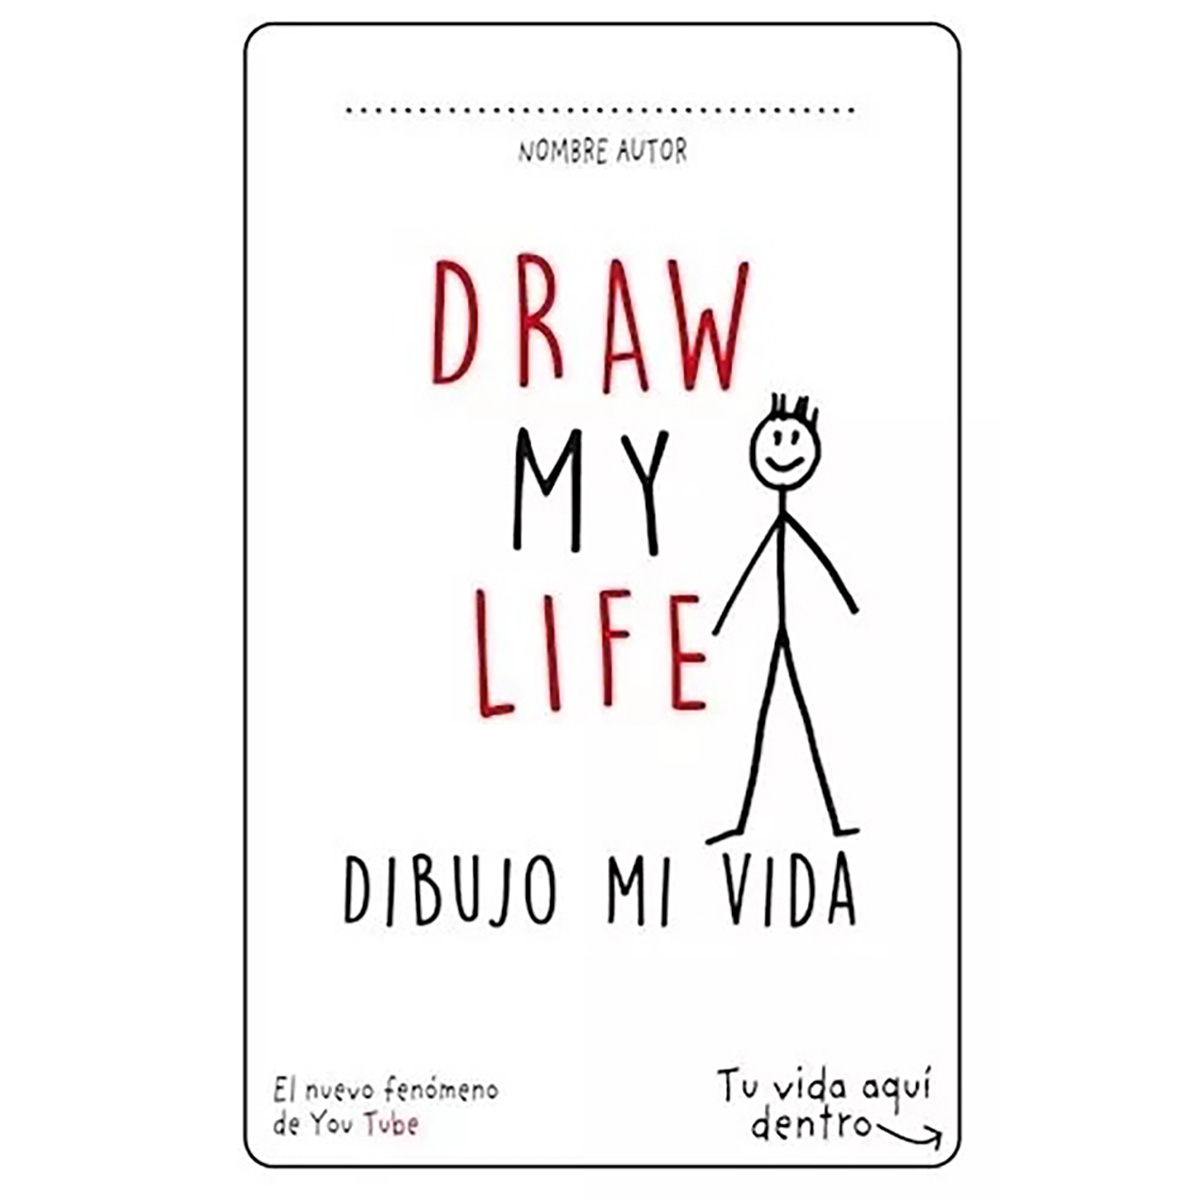 NOMBRE AUTOR
DRAW
MY
LIFE
DIBUJO MI VIDA
El nuevo fenómeno
de You Tube
Tu vida aquí
dentro